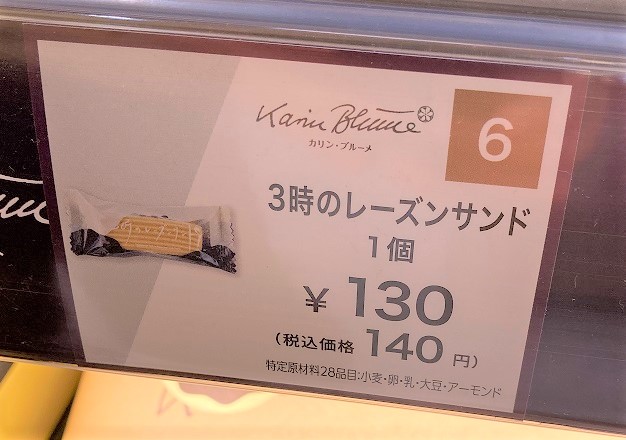 Karin Blume
カリン・ブルーメ
6
3時のレーズンサンド
1個
¥130
(税込価格 140 円)
特定原材料28品目:小麦・卵・乳・大豆・アーモンド